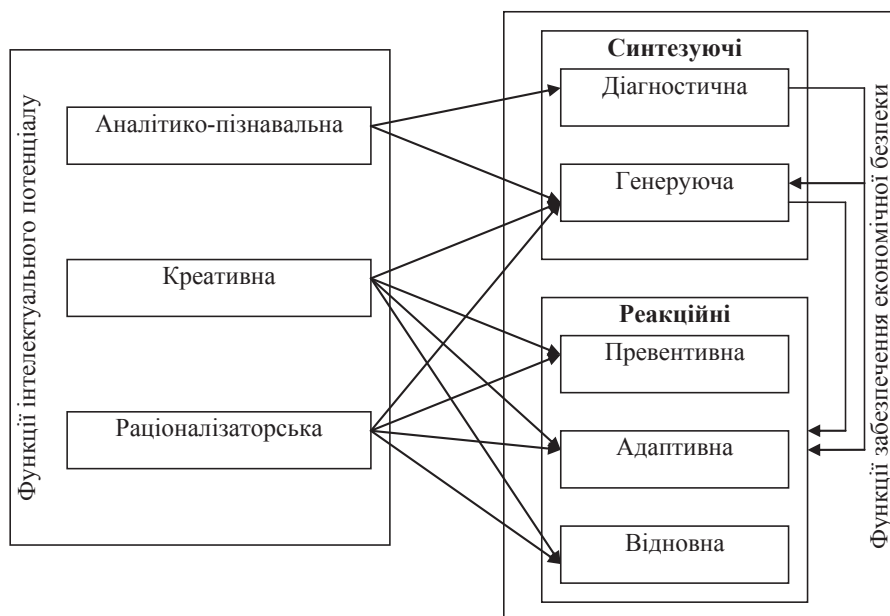 Функції інтелектуального потенціалу
Аналітико-пізнавальна
Креативна
Раціоналізаторська
Синтезуючі
Діагностична
Генеруюча
Реакційні
Превентивна
Адаптивна
Відновна
Функції забезпечення економічної безпеки